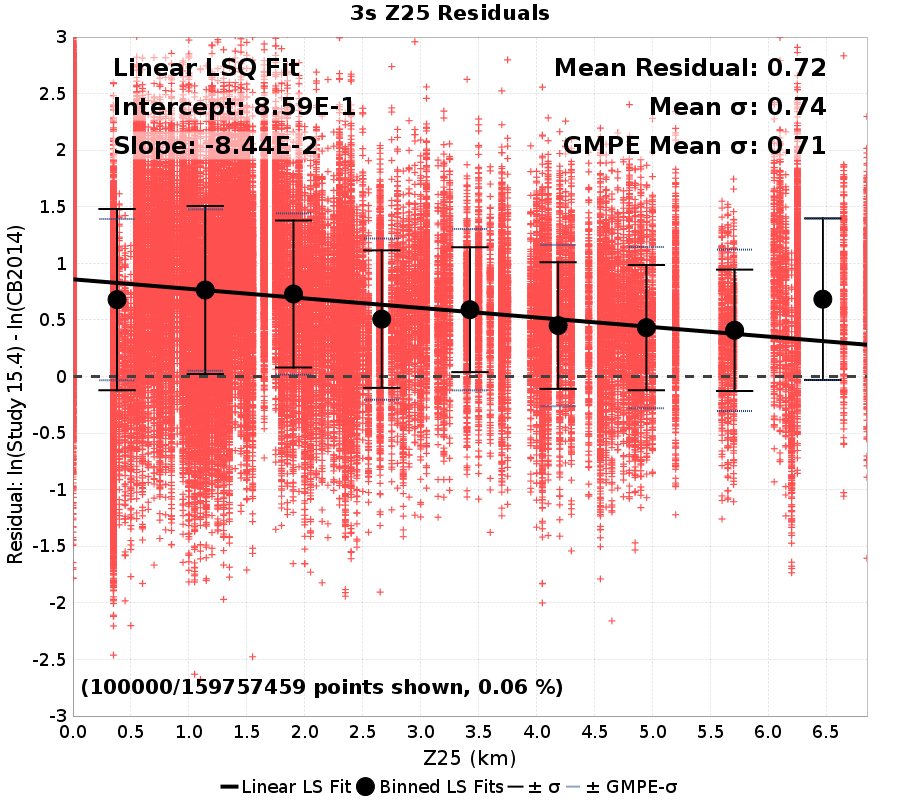 3s Z25 Residuals
Linear LSQ Fit
Intercept: 8.59E-1
Slope: -8.44E-2
Mean Residual: 0.72
Mean σ: 0.74
GMPE Mean σ: 0.71
Residual: ln(Study 15.4) - ln(CB2014)
3
2.5
2
1.5
1
0.5
0
-0.5
-1
-1.5
-2
-2.5
-3
(100000/159757459 points shown, 0.06 %)
0.0 0.5 1.0 1.5 2.0 2.5 3.0 3.5 4.0 4.5 5.0 5.5 6.0 6.5
Z25 (km)
Linear LS Fit Binned LS Fits ± σ ± GMPE-σ